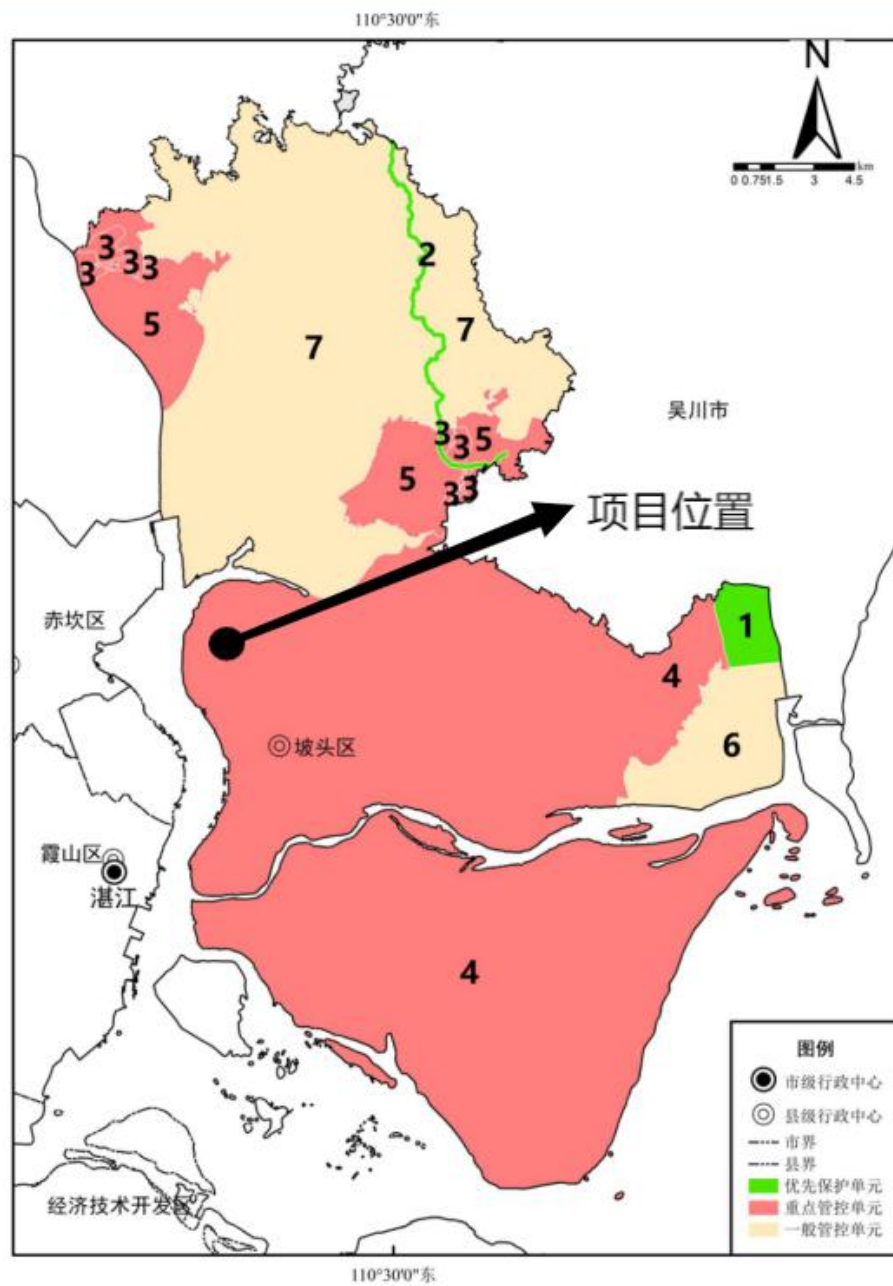 110°30'0"东
N
km
0 0.751.5 3 4.5
2
3
3
3
3
5
7
7
吴川市
3
3
5
5
3
3
项目位置
赤坎区
1
4
6
坡头区
霞山区
湛江
4
图例
市级行政中心
县级行政中心
市界
县界
优先保护单元
重点管控单元
一般管控单元
经济技术开发区
110°30'0"东